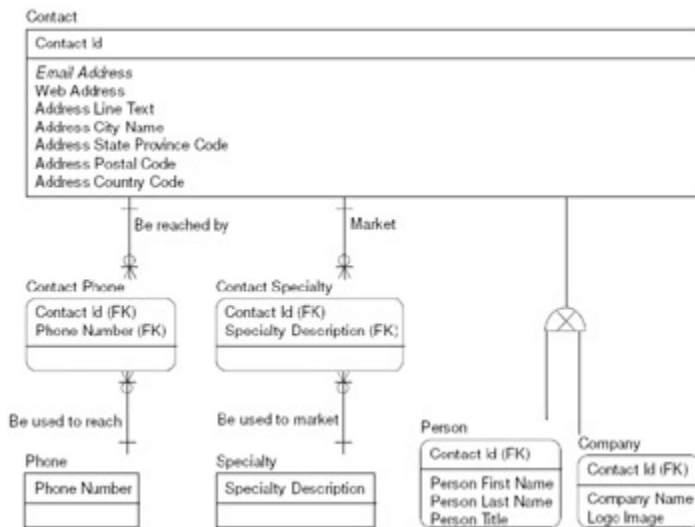 Contact
Contact Id
Email Address
Web Address
Address Line Text
Address City Name
Address State Province Code
Address Postal Code
Address Country Code
Be reached by
Market
Contact Phone
Contact Id (FK)
Phone Number (FK)
Contact Specialty
Contact Id (FK)
Specialty Description (FK)
Be used to reach
Be used to market
Phone
Phone Number
Specialty
Specialty Description
Person
Contact Id (FK)
Person First Name
Person Last Name
Person Title
Company
Contact Id (FK)
Company Name
Logo Image